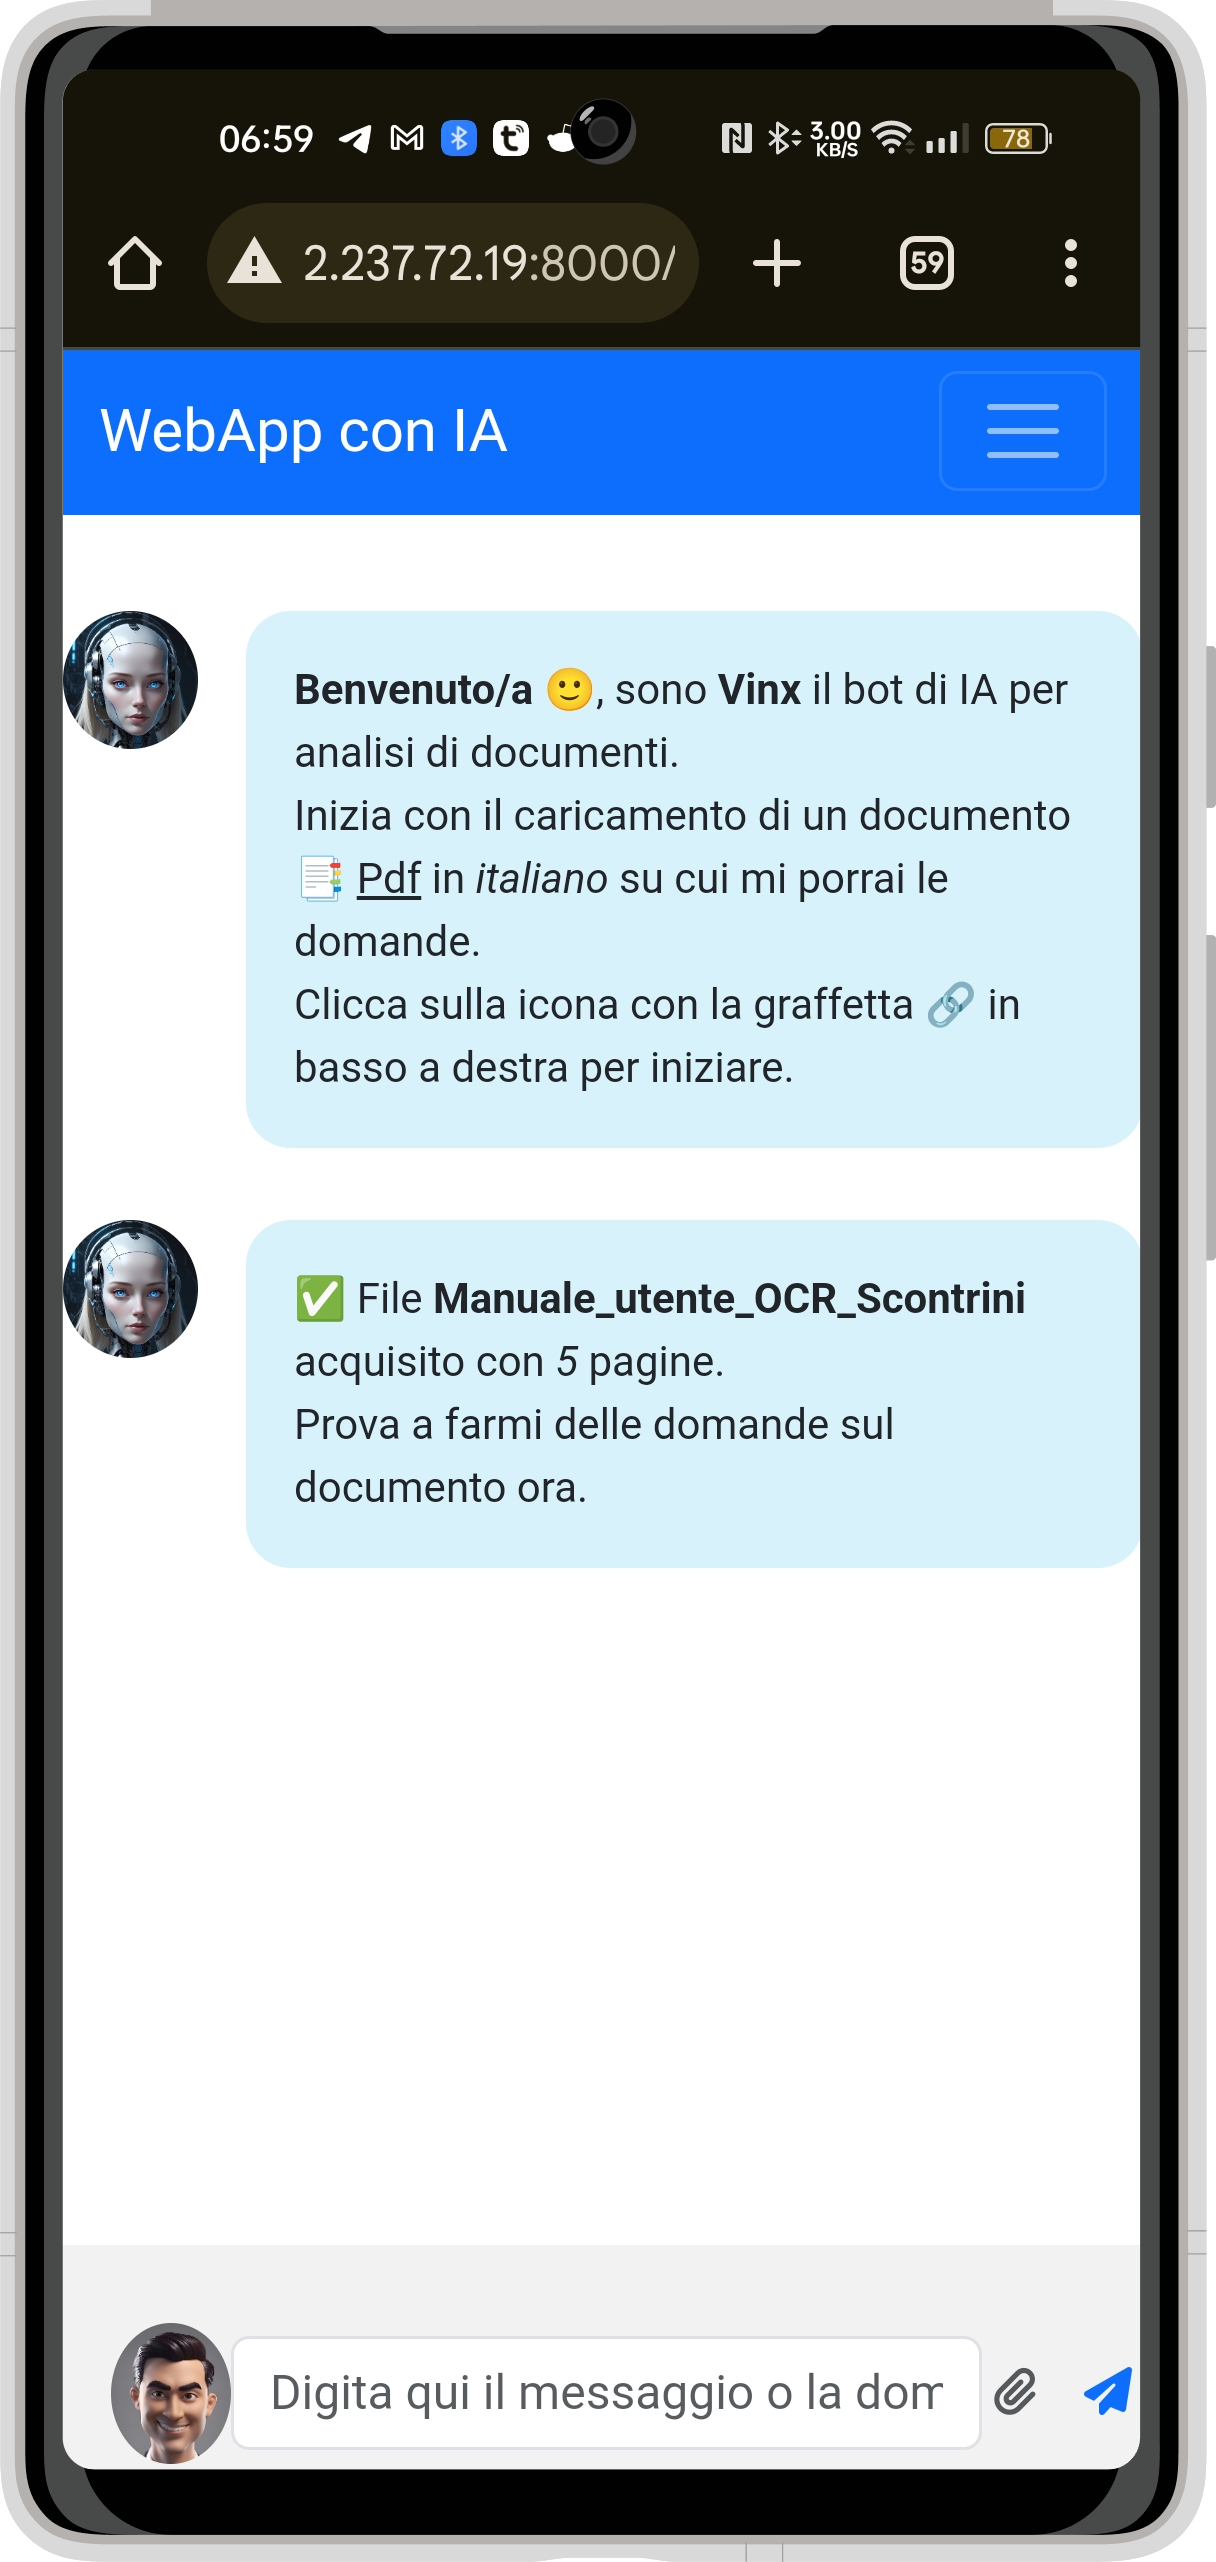 06:59
3.00
KB/S
78
2.237.72.19:8000/
59
WebApp con IA
Benvenuto/a 🙂, sono Vinx il bot di IA per
analisi di documenti.
Inizia con il caricamento di un documento
📑 Pdf in italiano su cui mi porrai le
domande.
Clicca sulla icona con la graffetta 🔗 in
basso a destra per iniziare.
✅ File Manuale_utente_OCR_Scontrini
acquisito con 5 pagine.
Prova a farmi delle domande sul
documento ora.
Digita qui il messaggio o la dom